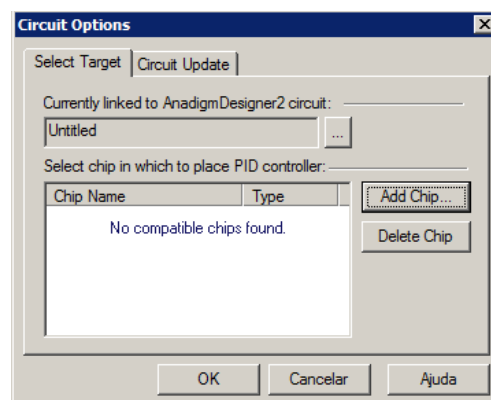 Circuit Options
Select Target
Circuit Update
Currently linked to AnadigmDesigner2 circuit:
Untitled
...
Select chip in which to place PID controller:
Chip Name Type
Add Chip...
No compatible chips found.
Delete Chip
OK Cancelar Ajuda